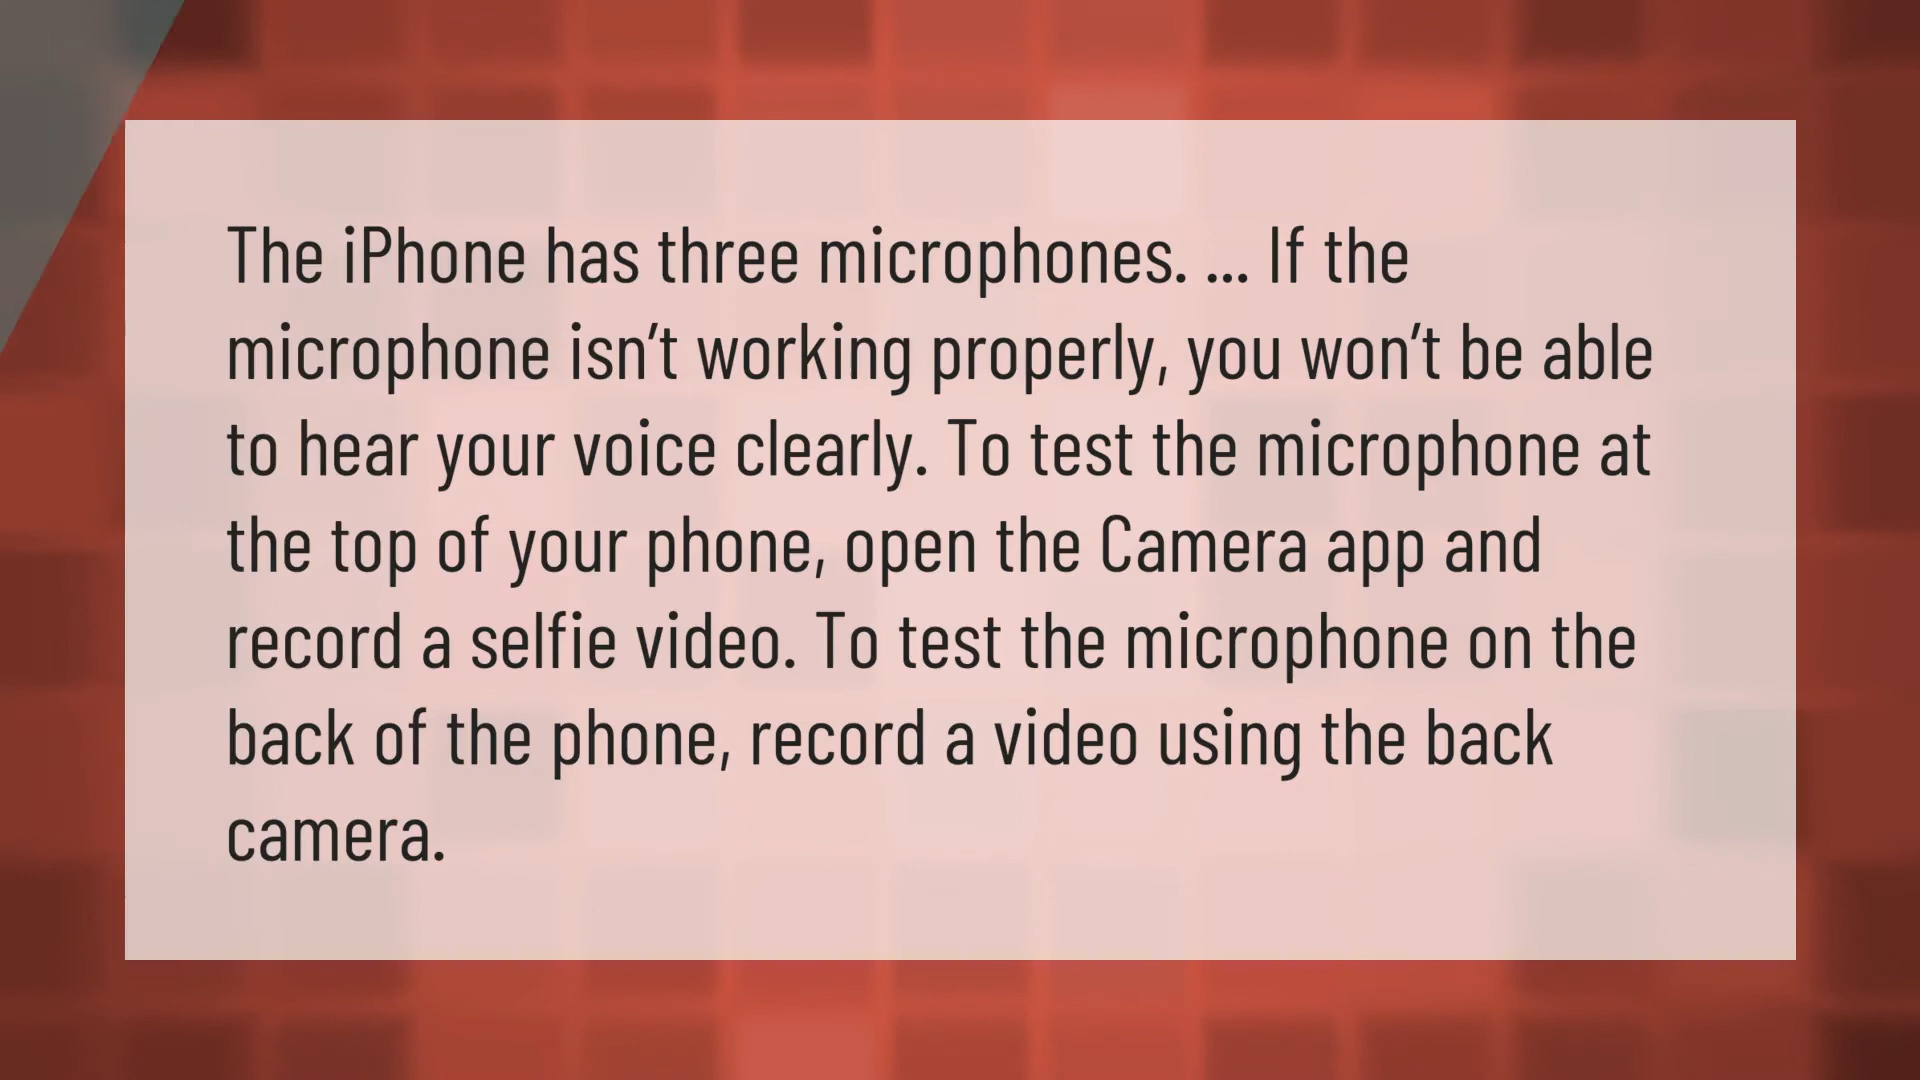 The iPhone has three microphones. ... If the
microphone isn’t working properly, you won’t be able
to hear your voice clearly. To test the microphone at
the top of your phone, open the Camera app and
record a selfie video. To test the microphone on the
back of the phone, record a video using the back
camera.